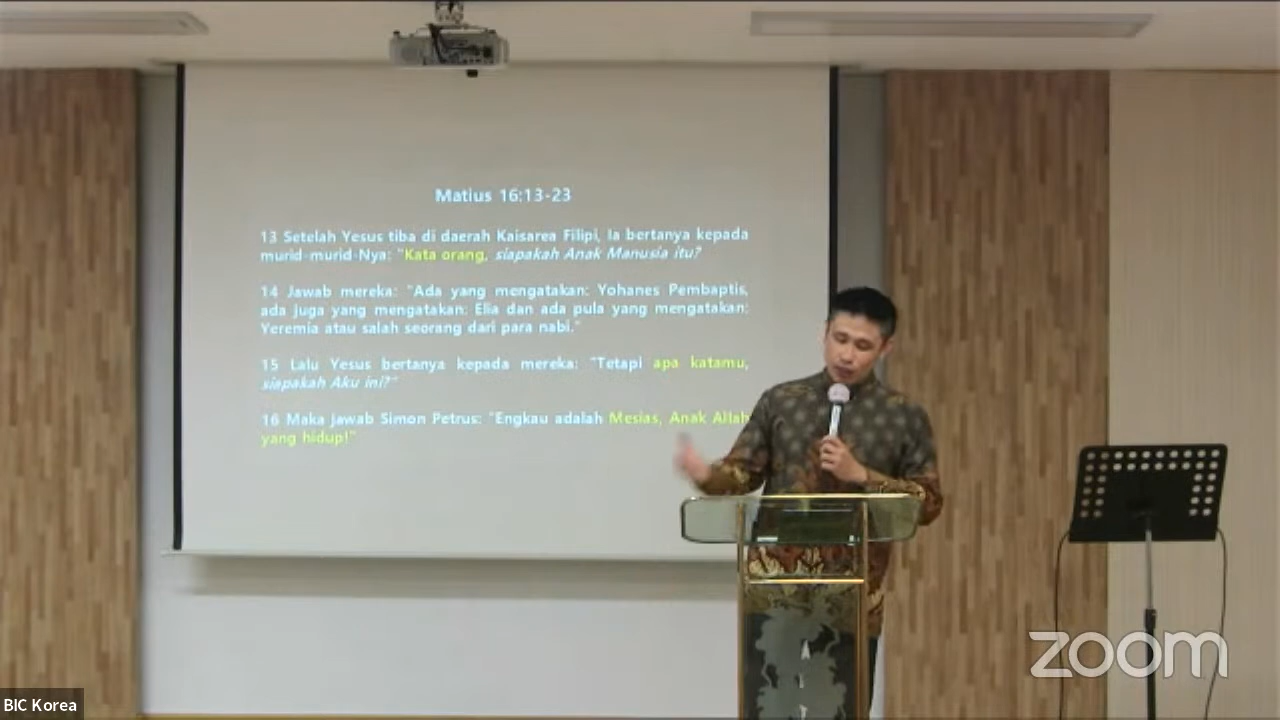 Matius 16:13-23
13 Setelah Yesus tiba di daerah Kaisarea Filipi, Ia bertanya kepada
murid-murid-Nya: "Kata orang, siapakah Anak Manusia itu?
14 Jawab mereka: "Ada yang mengatakan: Yohanes Pembaptis,
ada juga yang mengatakan: Elia dan ada pula yang mengatakan:
Yeremia atau salah seorang dari para nabi."
15 Lalu Yesus bertanya kepada mereka: "Tetapi apa katamu,
siapakah Aku ini?"
16 Maka jawab Simon Petrus: "Engkau adalah Mesias, Anak Allah
yang hidup!"
zoom
BIC Korea